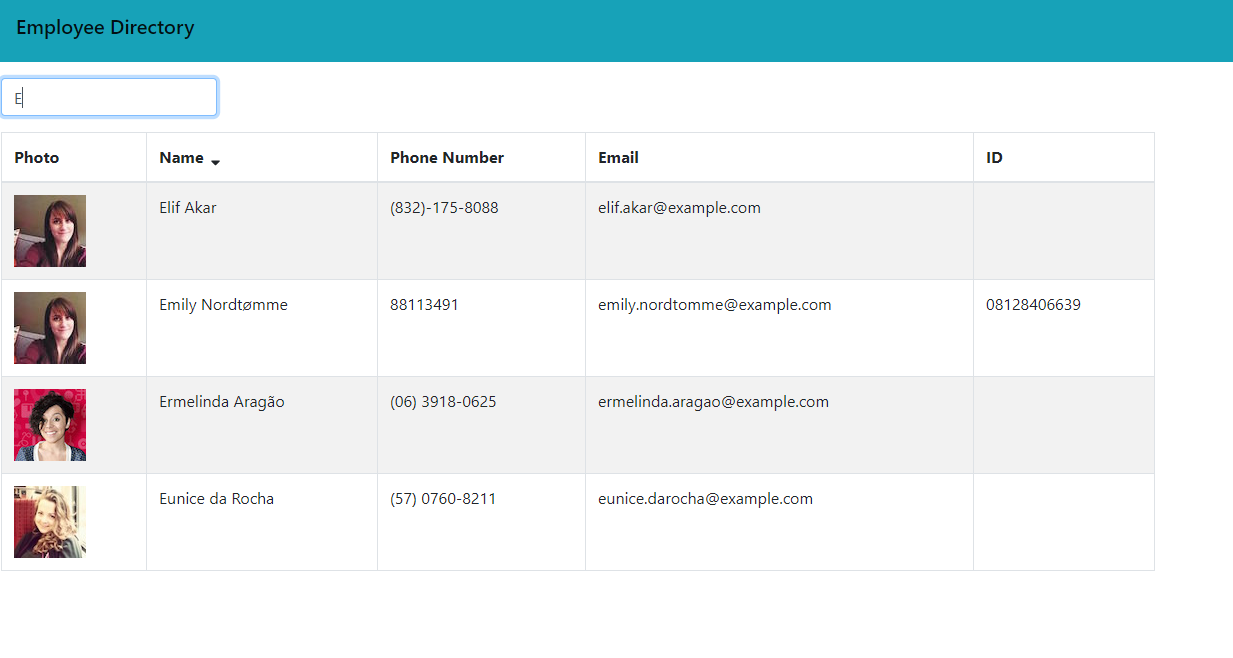 Employee Directory
E
Photo Name Phone Number Email ID
Elif Akar (832)-175-8088 elif.akar@example.com
Emily Nordtømme 88113491 emily.nordtomme@example.com 08128406639
Ermelinda Aragão (06) 3918-0625 ermelinda.aragao@example.com
Eunice da Rocha (57) 0760-8211 eunice.darocha@example.com